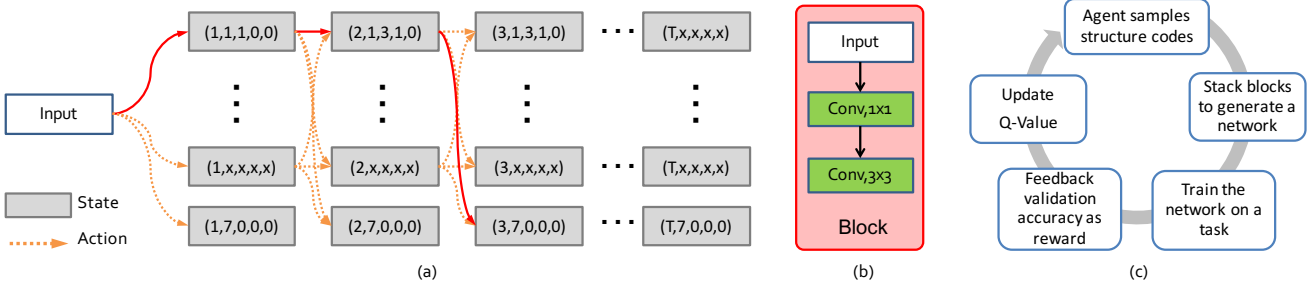 (1,1,1,0,0)
(2,1,3,1,0)
(3,1,3,1,0)
(T,x,x,x,x)
Input
(1,x,x,x,x)
(2,x,x,x,x)
(3,x,x,x,x)
(T,x,x,x,x)
(1,7,0,0,0)
(2,7,0,0,0)
(3,7,0,0,0)
(T,7,0,0,0)
State
Action
(a)
Input
Conv,1x1
Conv,3x3
Block
(b)
Agent samples
structure codes
Stack blocks
to generate a
network
Train the
network on a
task
Feedback
validation
accuracy as
reward
Update
Q-Value
(c)